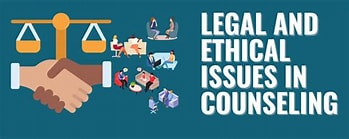 LEGAL AND
ETHICAL
ISSUES IN
COUNSELING